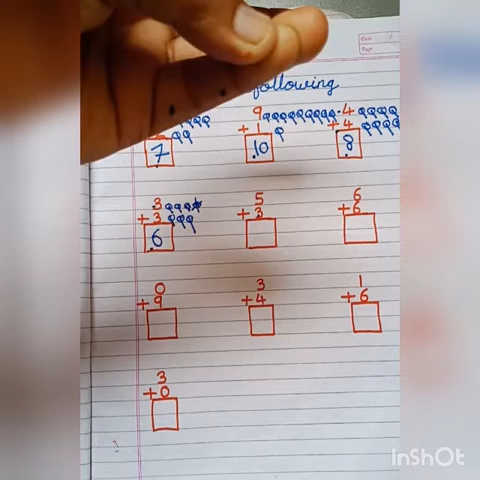 Date
Page
following
9 .4
+ 1 + 4
7 .10 8
3 5 6
+ 3 + 3 + 6
6
0 3 1
+ 9 + 4 + 6
3
+ 0
InShOt